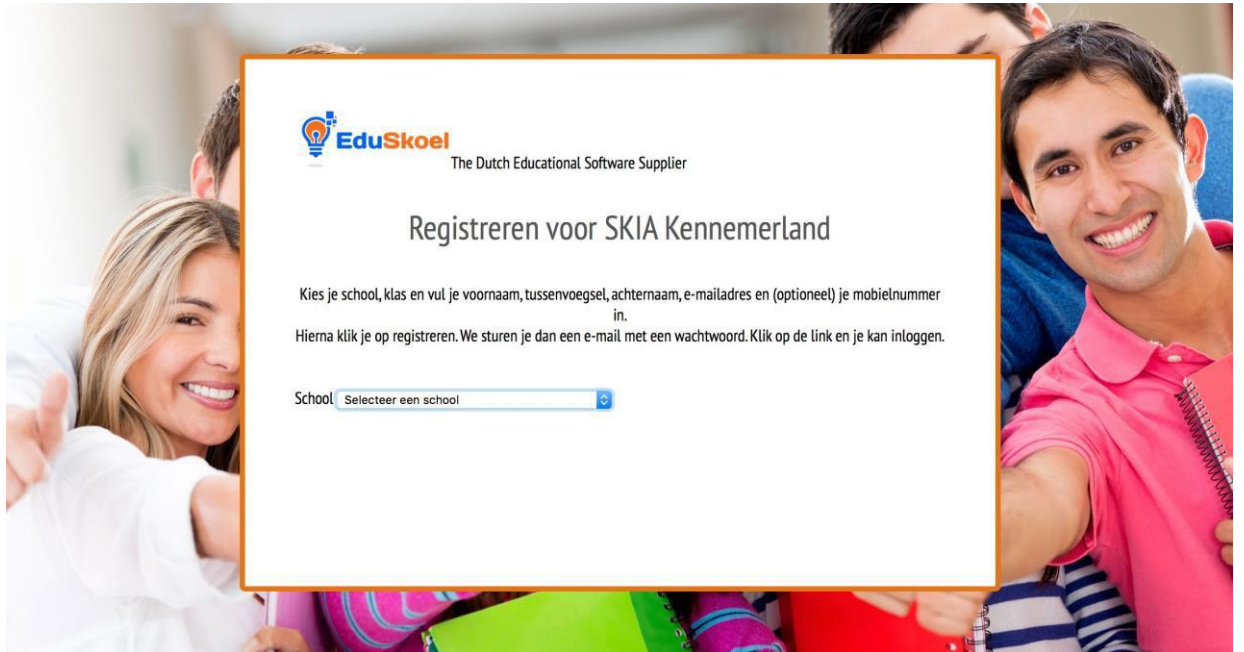 EduSkoel
The Dutch Educational Software Supplier
Registreren voor SKIA Kennemerland
Kies je school, klas en vul je voornaam, tussenvoegsel, achternaam, e-mailadres en (optioneel) je mobielnummer
in.
Hierna klik je op registreren. We sturen je dan een e-mail met een wachtwoord. Klik op de link en je kan inloggen.
School Selecteer een school